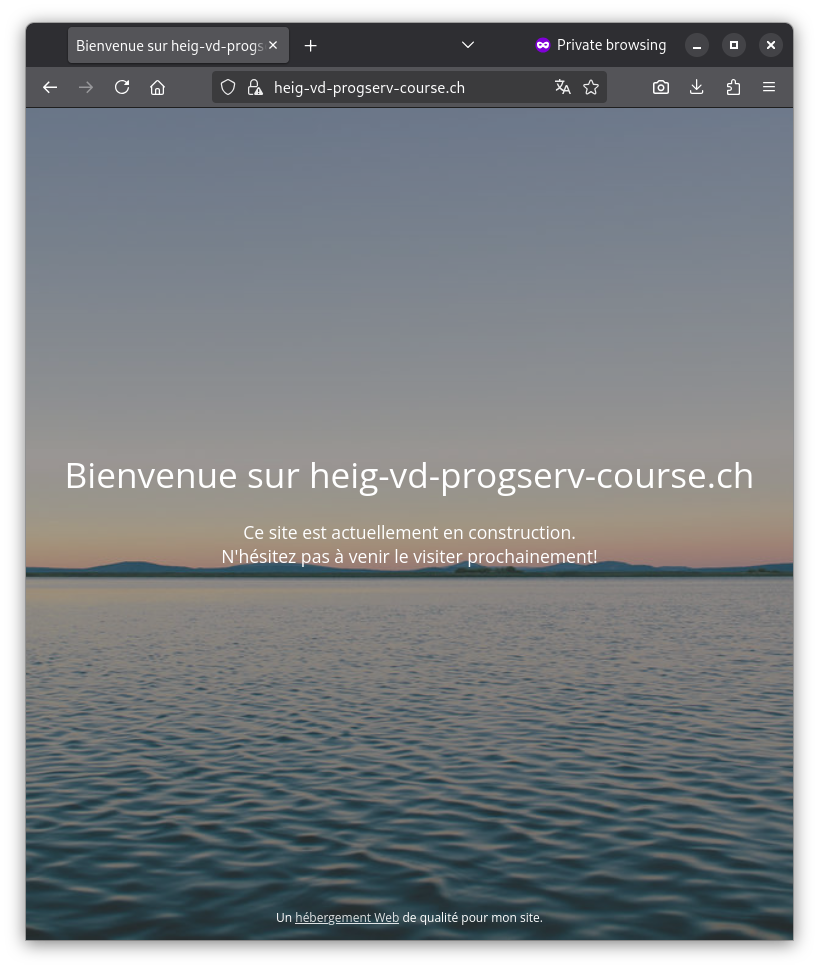 Bienvenue sur heig-vd-progs
Private browsing
heig-vd-progserv-course.ch
Bienvenue sur heig-vd-progserv-course.ch
Ce site est actuellement en construction.
N'hésitez pas à venir le visiter prochainement!
Un hébergement Web de qualité pour mon site.